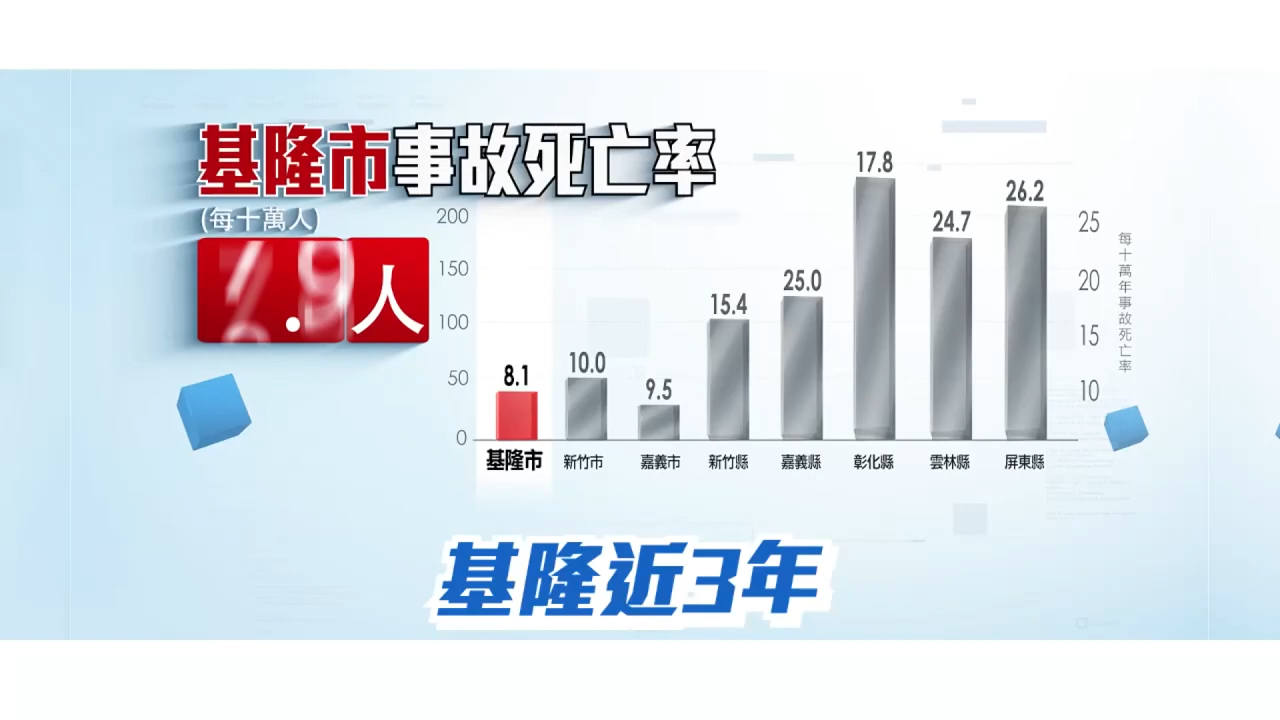 基隆市事故死亡率
(每十萬人)
.9人
200
150
100
50
0
8.1
10.0
9.5
15.4
25.0
17.8
24.7
26.2
基隆市
新竹市
嘉義市
新竹縣
嘉義縣
彰化縣
雲林縣
屏東縣
25
20
15
10
每十萬年事故死亡率
基隆近3年